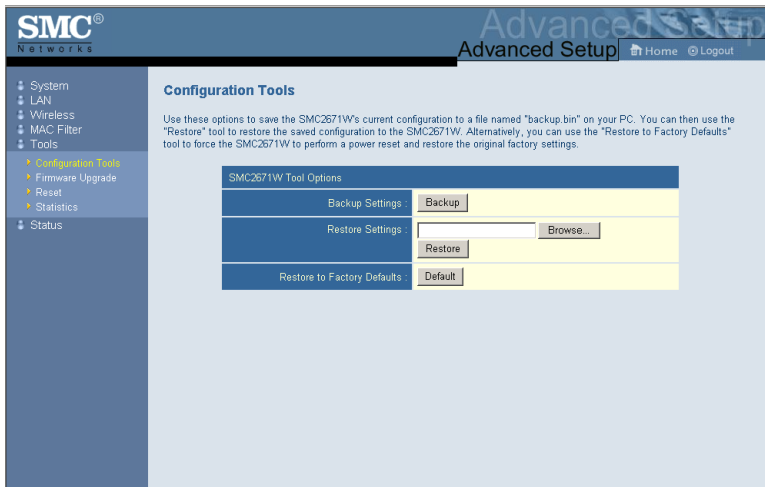 SMC®
Networks
Advanced Setup
Advanced Setup
Home
Logout
System
LAN
Wireless
MAC Filter
Tools
Configuration Tools
Firmware Upgrade
Reset
Statistics
Status
Configuration Tools
Use these options to save the SMC2671W's current configuration to a file named "backup.bin" on your PC. You can then use the
"Restore" tool to restore the saved configuration to the SMC2671W. Alternatively, you can use the "Restore to Factory Defaults"
tool to force the SMC2671W to perform a power reset and restore the original factory settings.
SMC2671W Tool Options
Backup Settings : Backup
Restore Settings : Browse...
Restore
Restore to Factory Defaults : Default